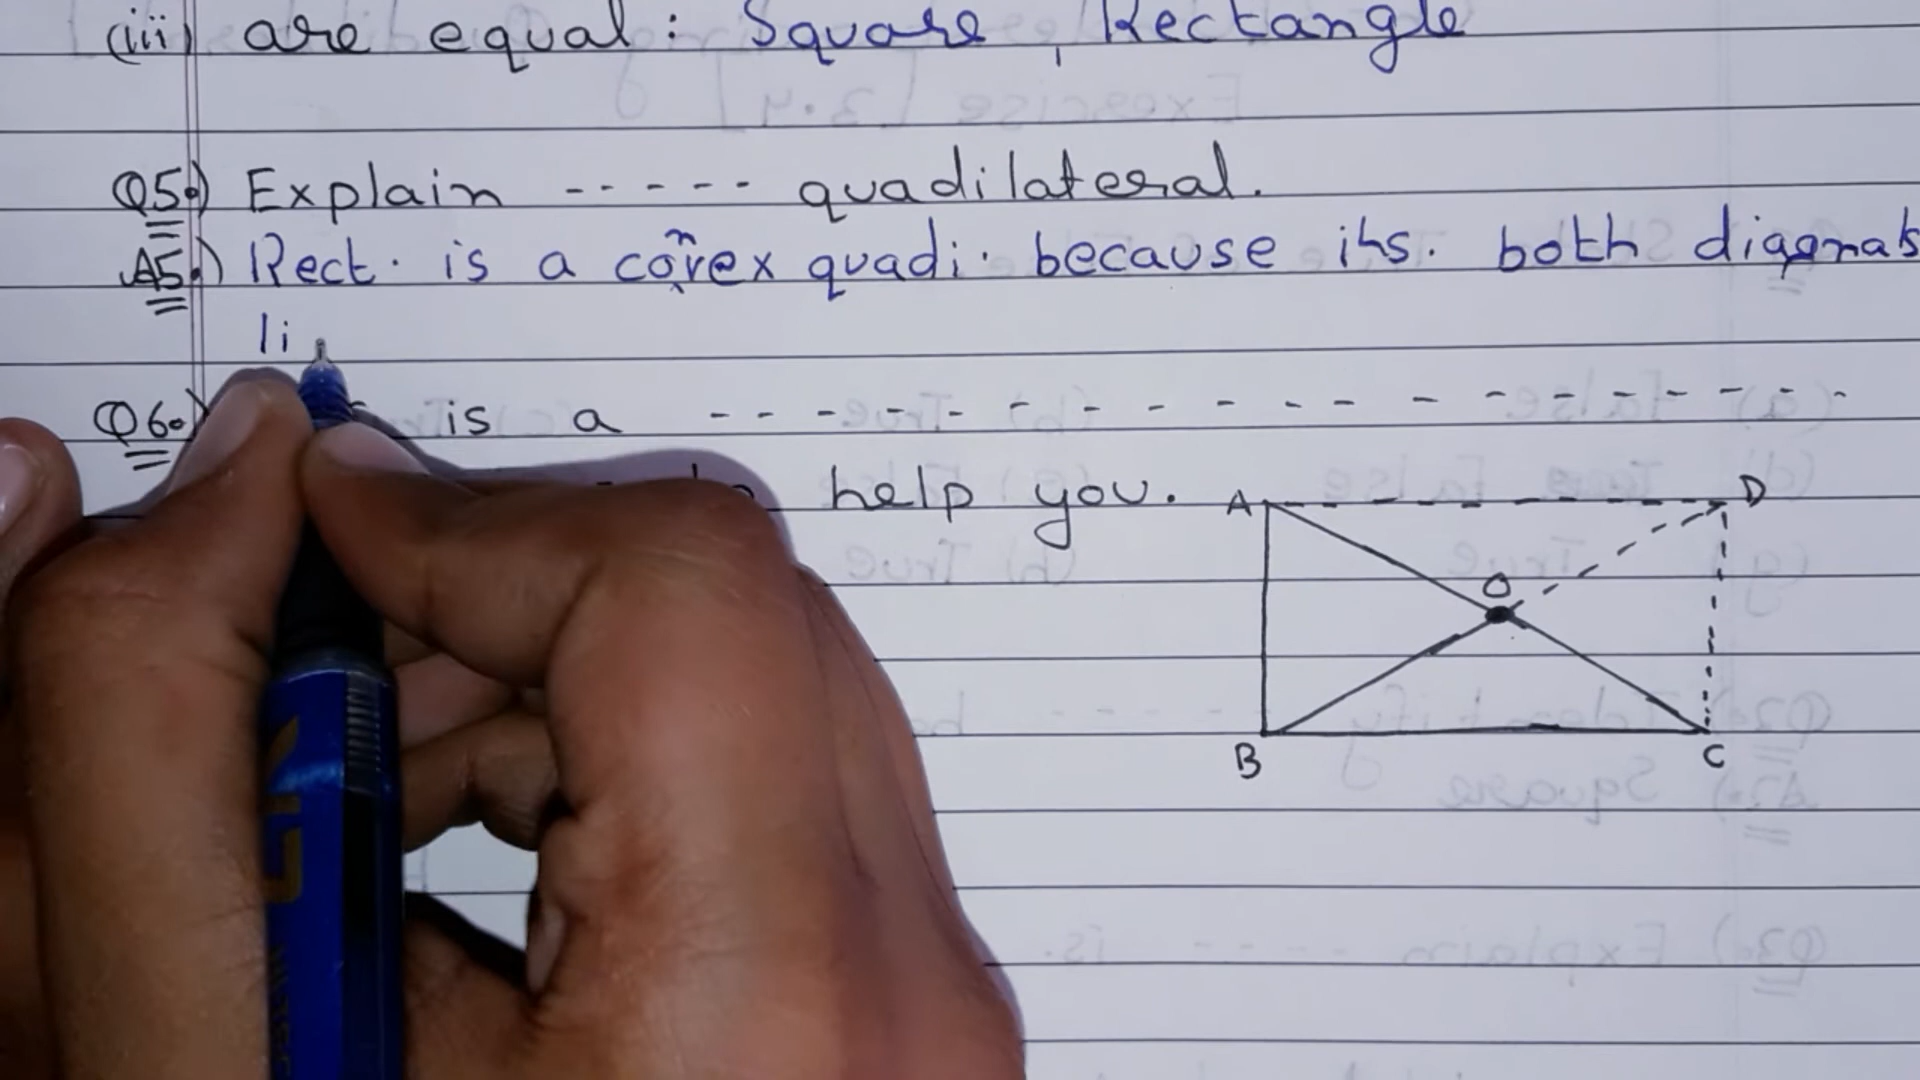 (iii) are equal : Square , Rectangle
Q5.) Explain ----- quadilateral.
A5.) Rect. is a convex quadi. because its. both diagonals
li
Q6.) is a - - - - - - - - - - - - - - - - - -
help you.
A D
O
B C